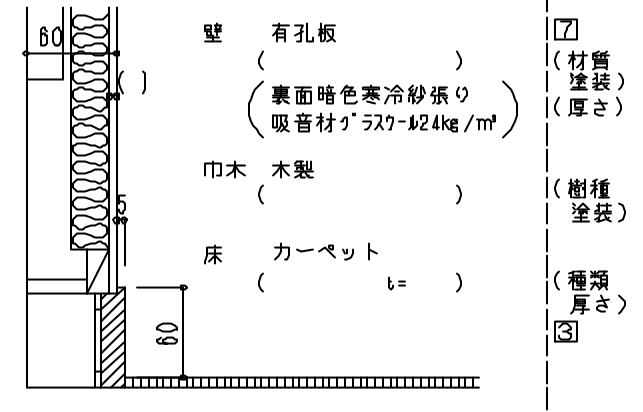 60
( )
5
60
壁 有孔板
( )
(裏面暗色寒冷紗張り
吸音材グラスウール24kg/m³)
巾木 木製
( )
床 カーペット
( t= )
7
(材質
塗装)
(厚さ)
(樹種
塗装)
(種類
厚さ)
3